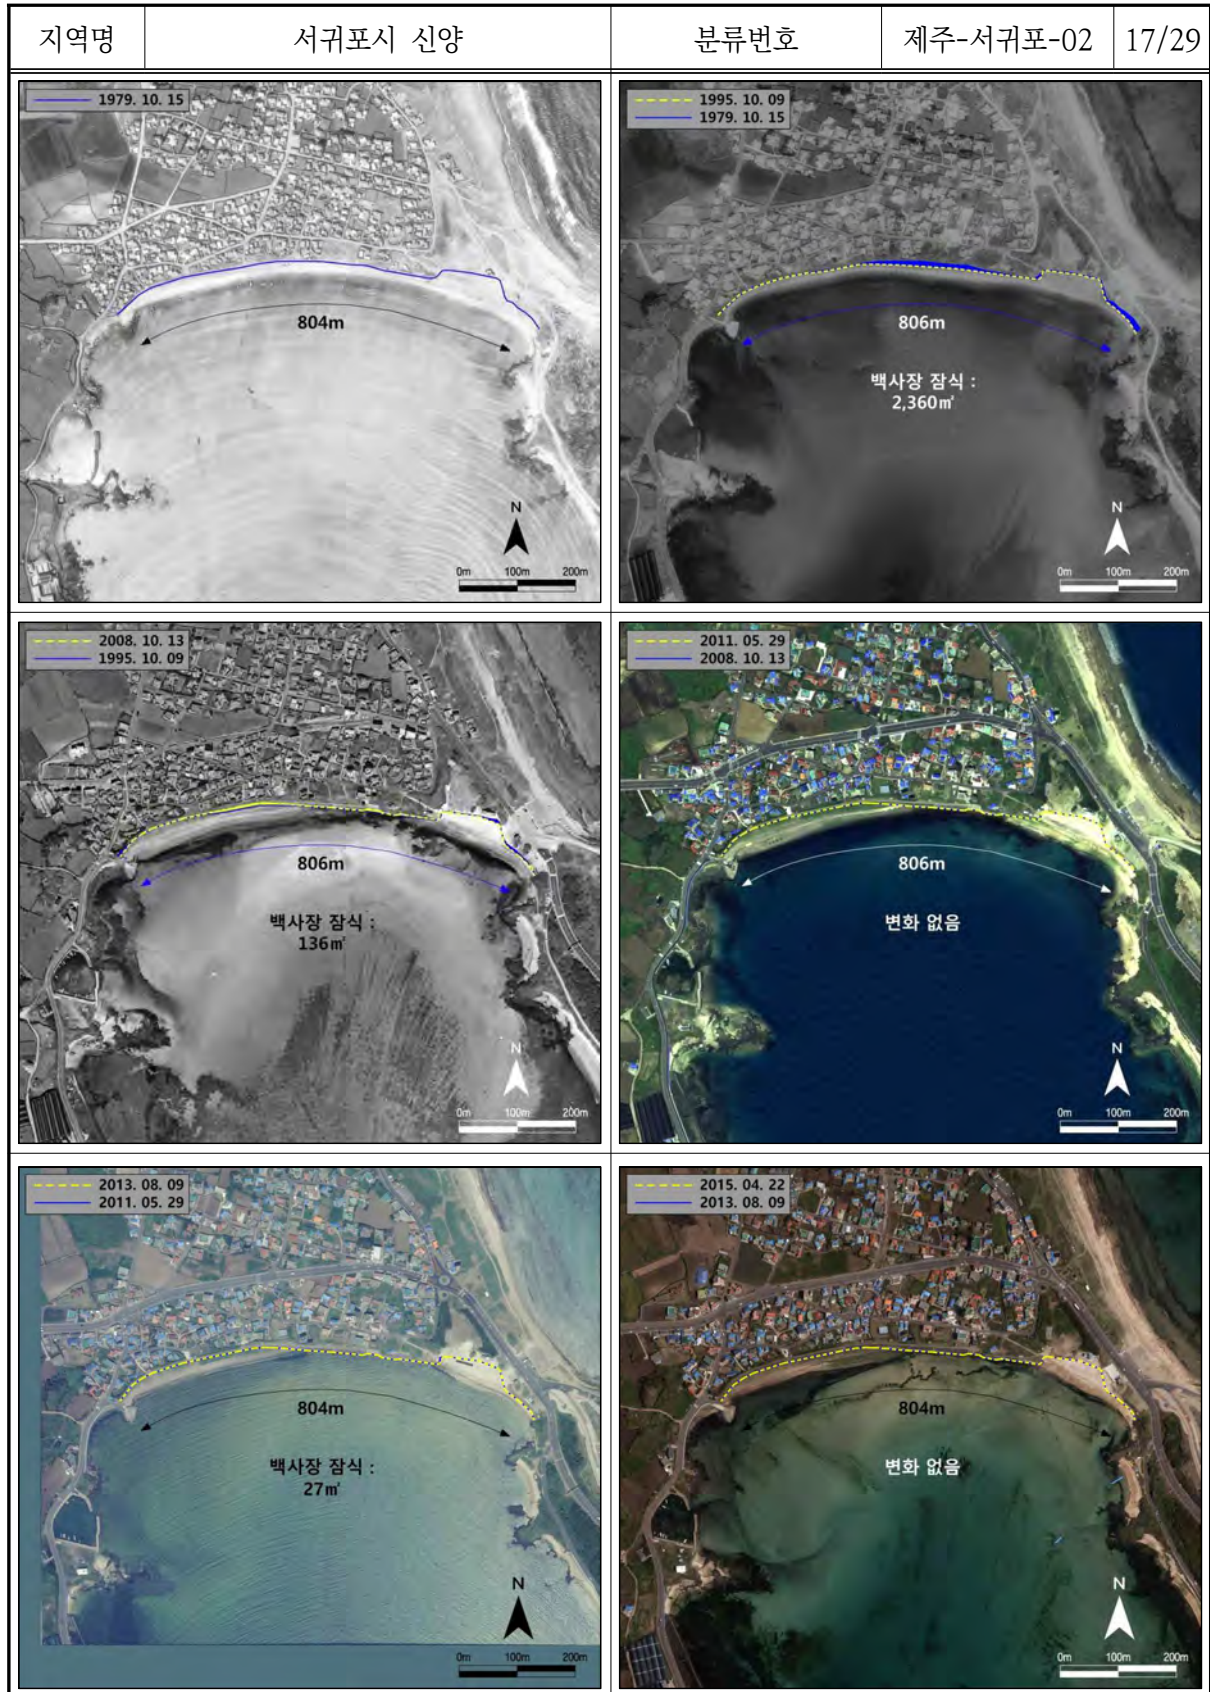 지역명 서귀포시 신양 분류번호 제주-서귀포-02 17/29
1979. 10. 15
804m
N
0m 100m 200m
1995. 10. 09
1979. 10. 15
806m
백사장 잠식 :
2,360㎡
N
0m 100m 200m
2008. 10. 13
1995. 10. 09
806m
백사장 잠식 :
136㎡
N
0m 100m 200m
2011. 05. 29
2008. 10. 13
806m
변화 없음
N
0m 100m 200m
2013. 08. 09
2011. 05. 29
804m
백사장 잠식 :
27㎡
N
0m 100m 200m
2015. 04. 22
2013. 08. 09
804m
변화 없음
N
0m 100m 200m